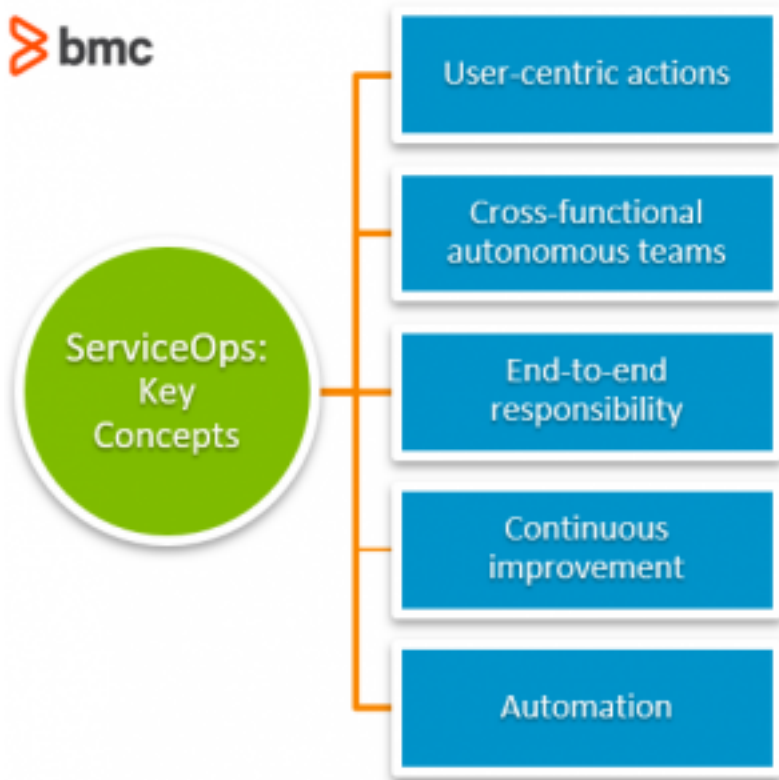 bmc
User-centric actions
Cross-functional
autonomous teams
ServiceOps:
Key
Concepts
End-to-end
responsibility
Continuous
improvement
Automation